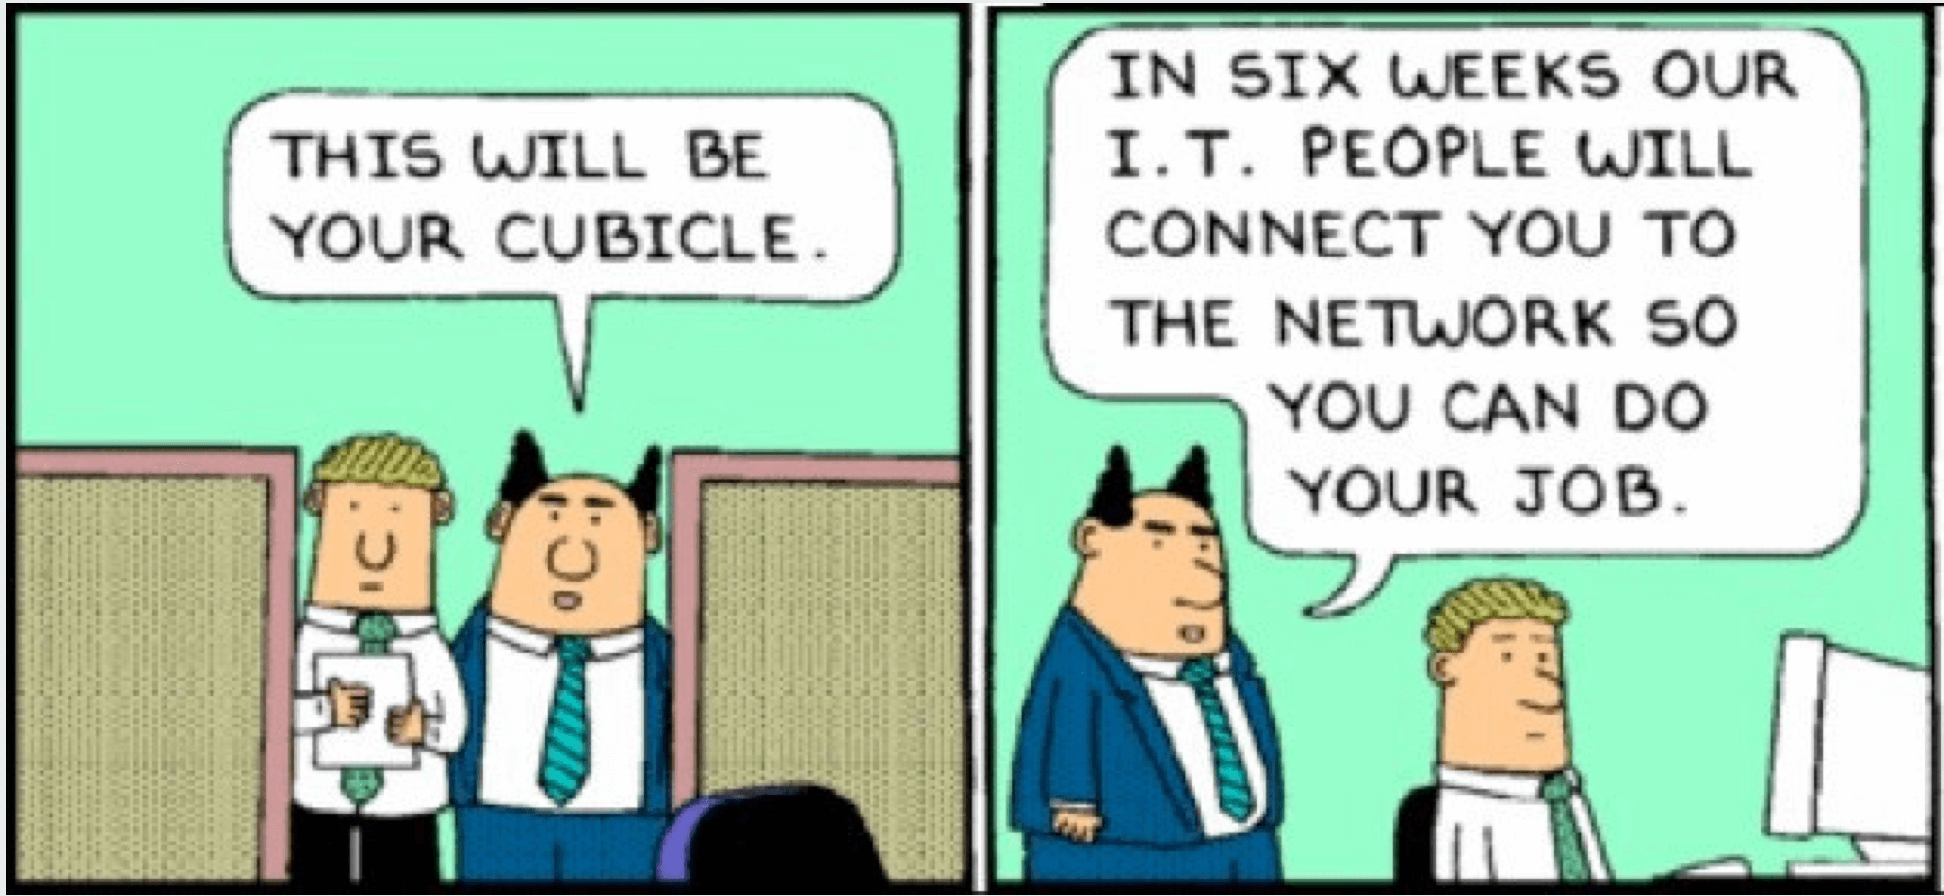 THIS WILL BE
YOUR CUBICLE.
IN SIX WEEKS OUR
I.T. PEOPLE WILL
CONNECT YOU TO
THE NETWORK SO
YOU CAN DO
YOUR JOB.